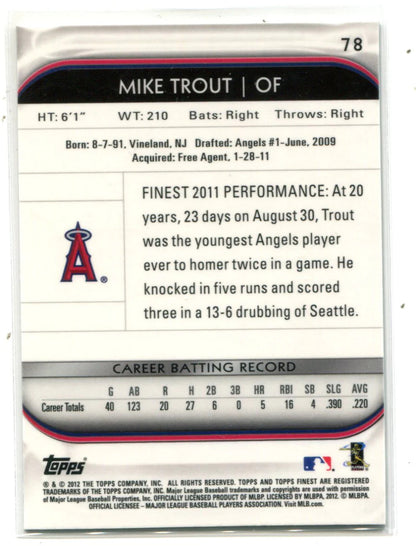 78
MIKE TROUT | OF
HT: 6'1" WT: 210 Bats: Right Throws: Right
Born: 8-7-91, Vineland, NJ Drafted: Angels #1-June, 2009
Acquired: Free Agent, 1-28-11
FINEST 2011 PERFORMANCE: At 20
years, 23 days on August 30, Trout
was the youngest Angels player
ever to homer twice in a game. He
knocked in five runs and scored
three in a 13-6 drubbing of Seattle.
A®
CAREER BATTING RECORD
G AB R H 2B 3B HR RBI SB SLG AVG
Career Totals 40 123 20 27 6 0 5 16 4 .390 .220
Topps
® & © 2012 THE TOPPS COMPANY, INC. ALL RIGHTS RESERVED. TOPPS AND TOPPS FINEST ARE REGISTERED
TRADEMARKS OF THE TOPPS COMPANY, INC. Major League Baseball trademarks and copyrights are used with permission
of Major League Baseball Properties, Inc. OFFICIALLY LICENSED PRODUCT OF MLBP. LICENSED BY MLBPA, 2012. © MLBPA.
OFFICIAL LICENSEE – MAJOR LEAGUE BASEBALL PLAYERS ASSOCIATION. Visit MLB.com.